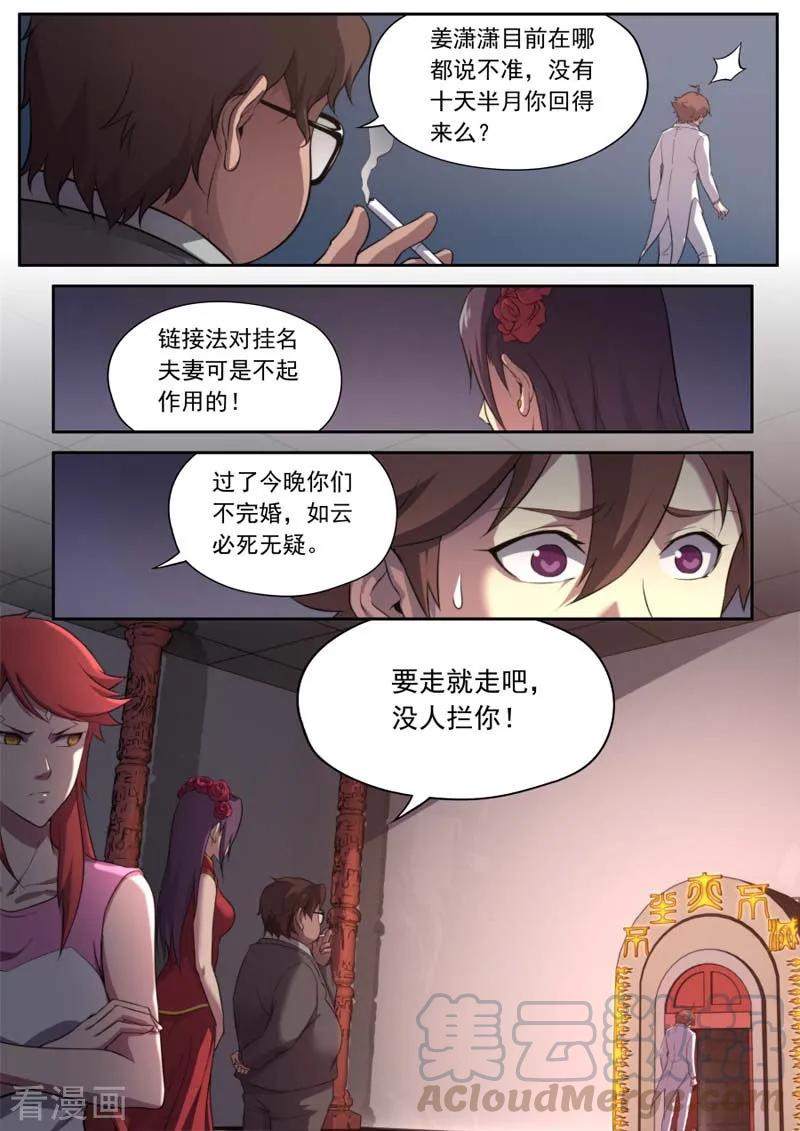 姜潇潇目前在哪
都说不准，没有
十天半月你回得
来么？
链接法对挂名
夫妻可是不起
作用的！
过了今晚你们
不完婚，如云
必死无疑。
要走就走吧，
没人拦你！
集云数据
ACloudMerge.com
看漫画